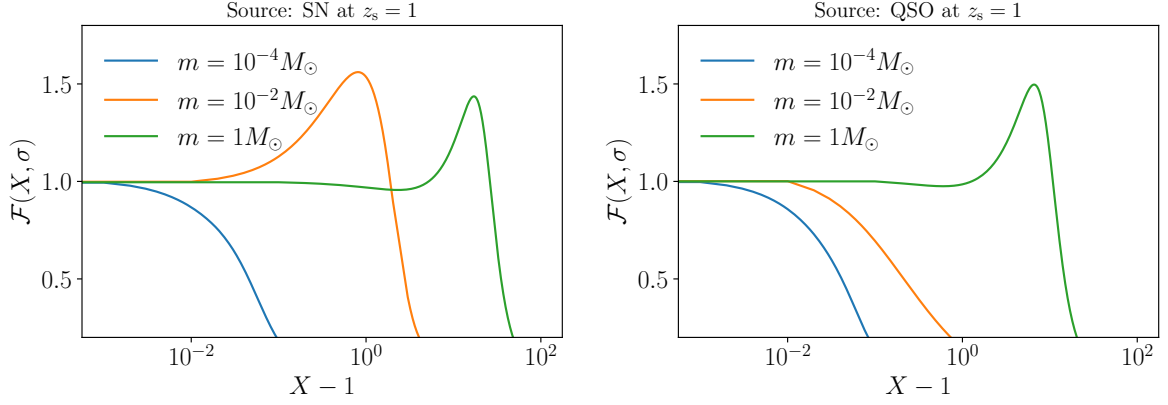 Source: SN at z_s = 1
1.5
1.0
0.5
F(X, σ)
m = 10^{-4} M_⊙
m = 10^{-2} M_⊙
m = 1 M_⊙
10^{-2}
10^0
10^2
X − 1
Source: QSO at z_s = 1
1.5
1.0
0.5
F(X, σ)
m = 10^{-4} M_⊙
m = 10^{-2} M_⊙
m = 1 M_⊙
10^{-2}
10^0
10^2
X − 1